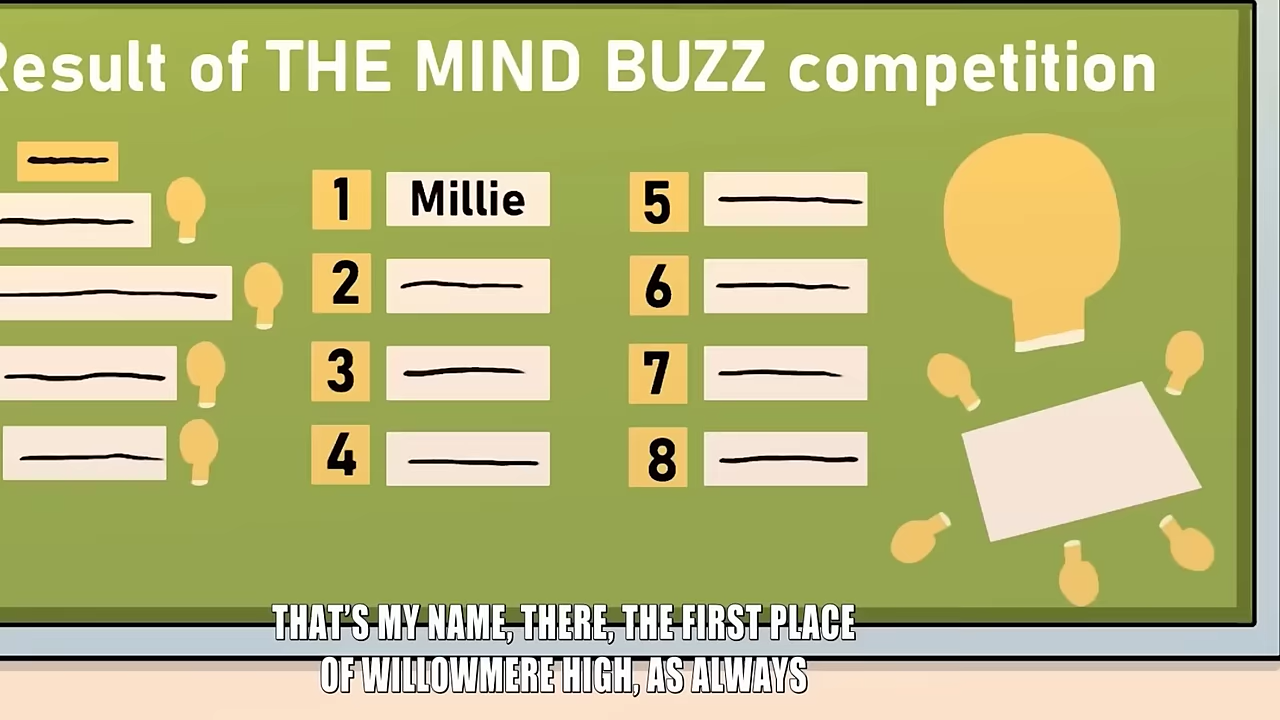 Result of THE MIND BUZZ competition
1 Millie 5
2 6
3 7
4 8
THAT'S MY NAME, THERE, THE FIRST PLACE
OF WILLOWMERE HIGH, AS ALWAYS